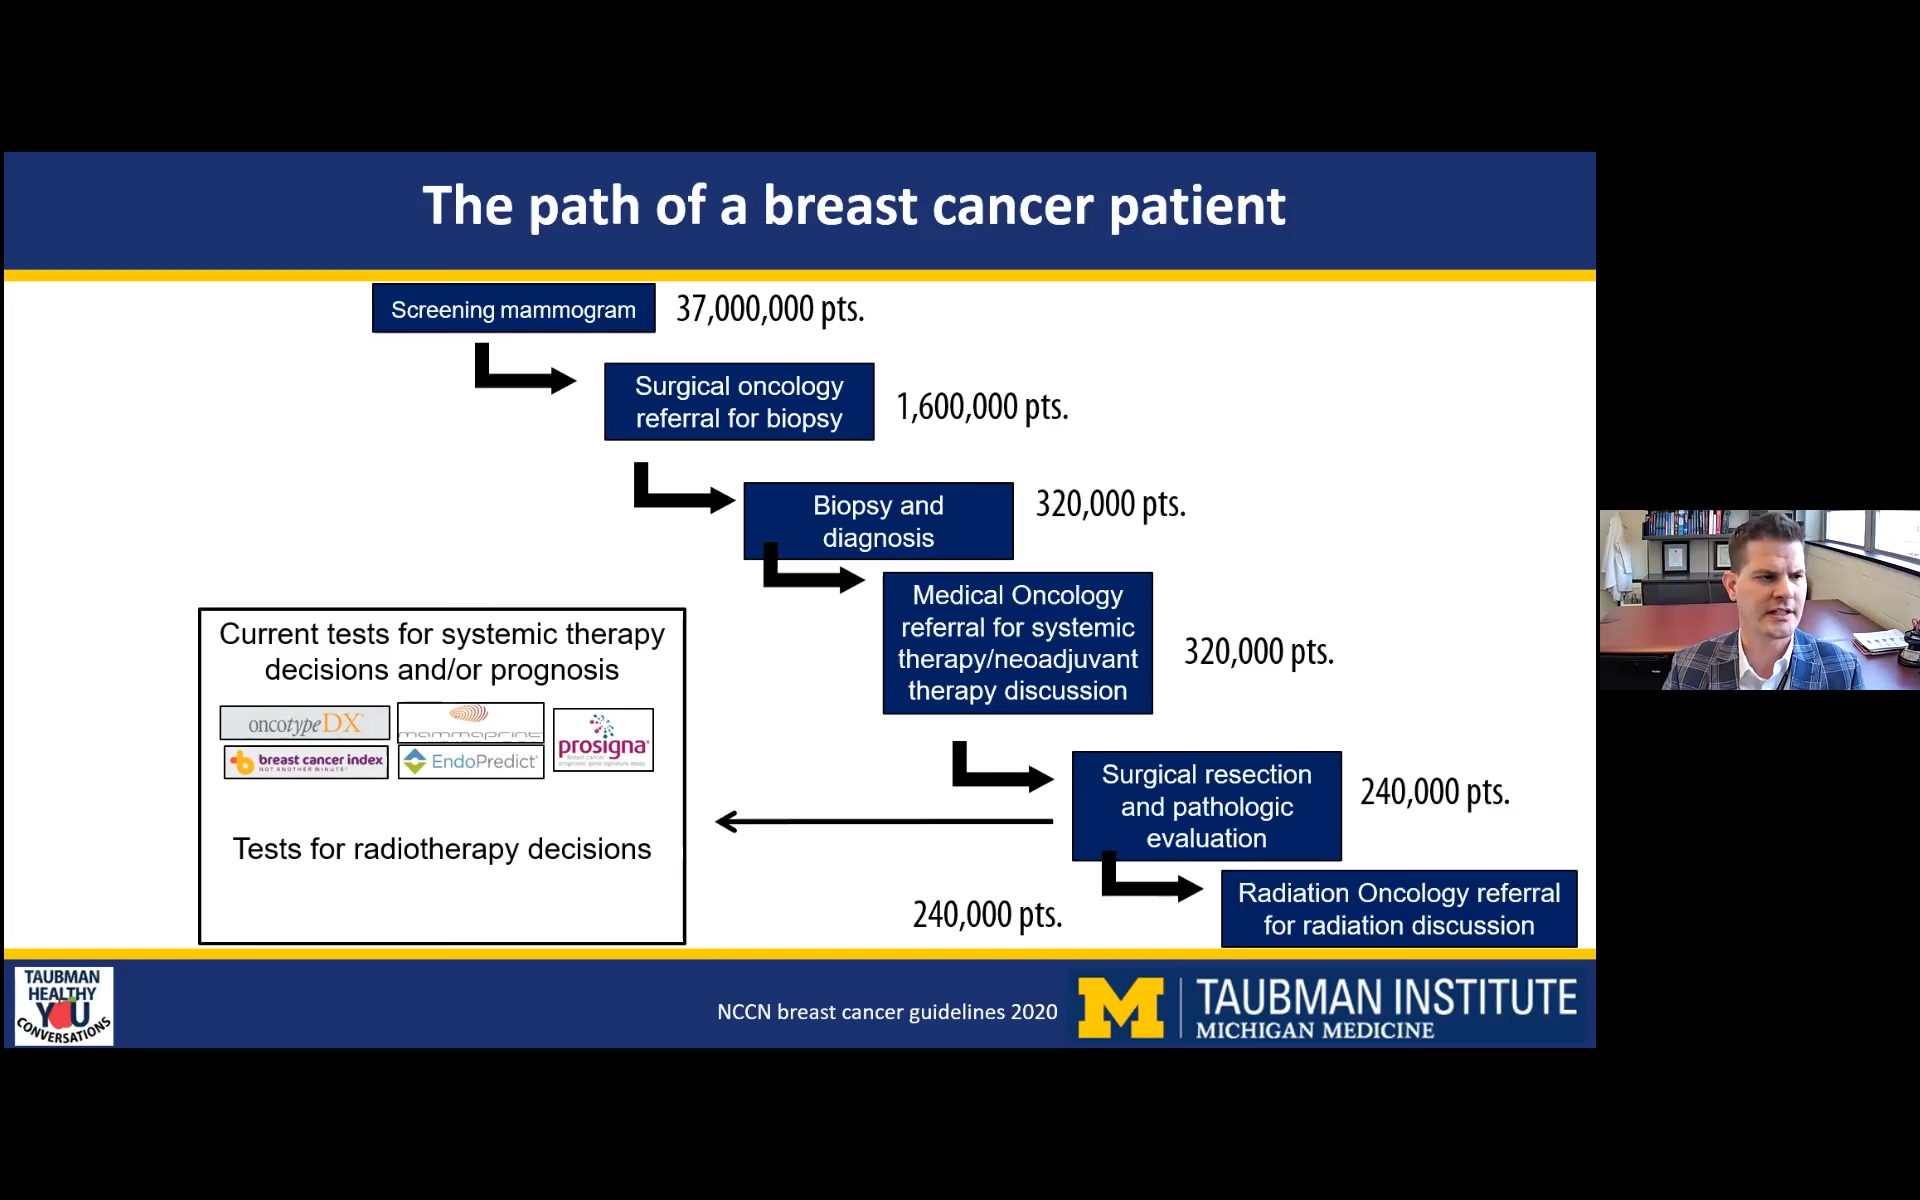 The path of a breast cancer patient
Screening mammogram
37,000,000 pts.
Surgical oncology
referral for biopsy
1,600,000 pts.
Biopsy and
diagnosis
320,000 pts.
Medical Oncology
referral for systemic
therapy/neoadjuvant
therapy discussion
320,000 pts.
Surgical resection
and pathologic
evaluation
240,000 pts.
Radiation Oncology referral
for radiation discussion
240,000 pts.
Current tests for systemic therapy
decisions and/or prognosis
oncotypeDX
mammaprint
prosigna
breast cancer index
NOT ANOTHER MINUTE
EndoPredict
Tests for radiotherapy decisions
TAUBMAN
HEALTHY
YOU
CONVERSATIONS
NCCN breast cancer guidelines 2020
M
TAUBMAN INSTITUTE
MICHIGAN MEDICINE